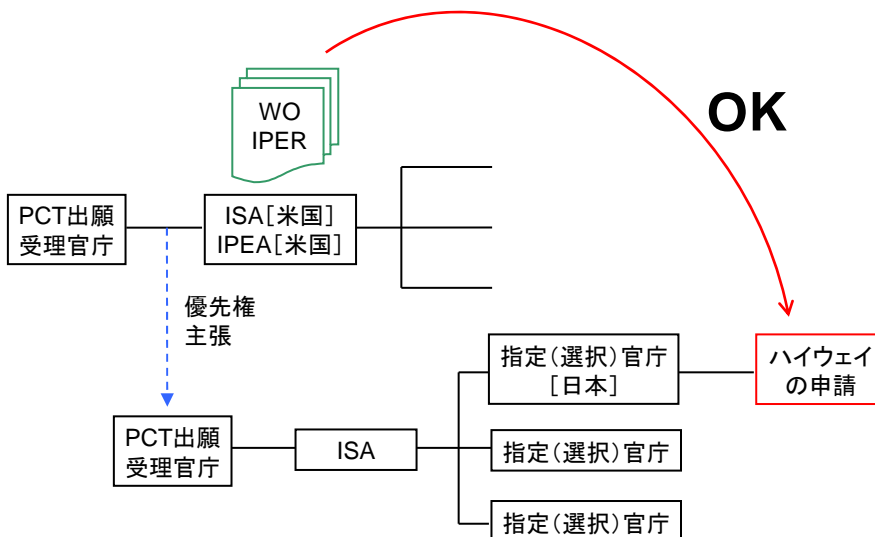 WO
IPER
OK
PCT出願
受理官庁
ISA［米国］
IPEA［米国］
優先権
主張
指定（選択）官庁
［日本］
ハイウェイ
の申請
PCT出願
受理官庁
ISA
指定（選択）官庁
指定（選択）官庁